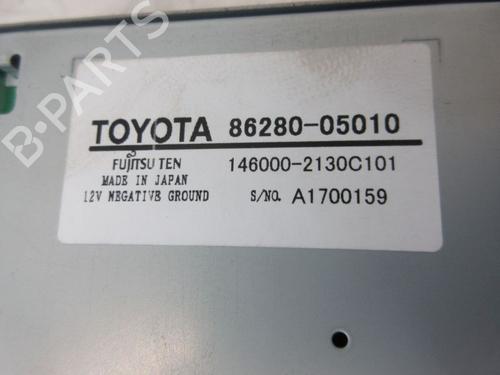 TOYOTA 86280-05010
FUJITSU TEN 146000-2130C101
MADE IN JAPAN
12V NEGATIVE GROUND S/NO. A1700159
B-PARTS